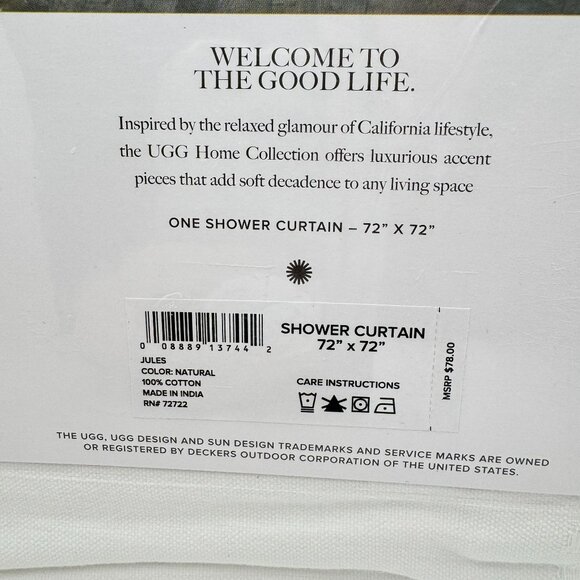 WELCOME TO
THE GOOD LIFE.
Inspired by the relaxed glamour of California lifestyle,
the UGG Home Collection offers luxurious accent
pieces that add soft decadence to any living space
ONE SHOWER CURTAIN – 72" X 72"
0 08889 13744 2
JULES
COLOR: NATURAL
100% COTTON
MADE IN INDIA
RN# 72722
SHOWER CURTAIN
72" x 72"
CARE INSTRUCTIONS
MSRP $78.00
THE UGG, UGG DESIGN AND SUN DESIGN TRADEMARKS AND SERVICE MARKS ARE OWNED
OR REGISTERED BY DECKERS OUTDOOR CORPORATION OF THE UNITED STATES.